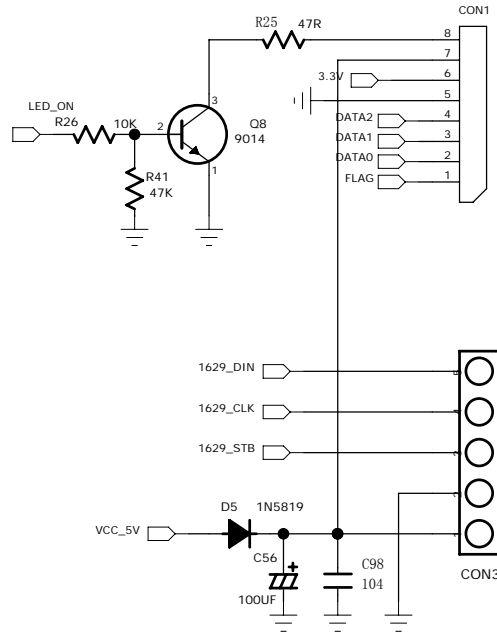 CON1
R25 47R
8
7
3.3V 6
5
DATA2 4
DATA1 3
DATA0 2
FLAG 1
LED_ON
R26 10K 2
3
Q8
9014
1
R41
47K
1629_DIN
1629_CLK
1629_STB
D5 1N5819
VCC_5V
C56 +
100UF
C98
104
1
CON3